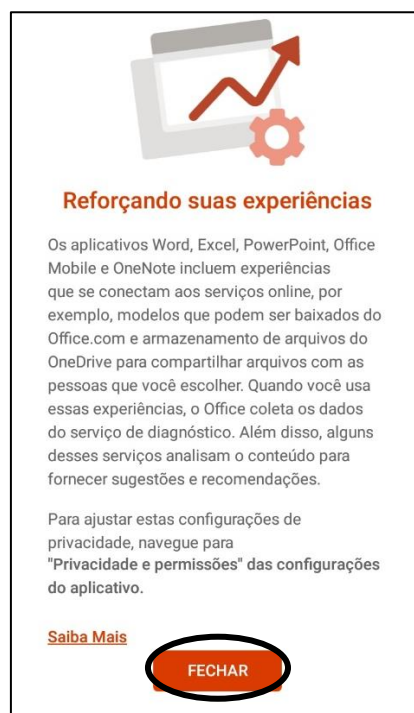 Reforçando suas experiências
Os aplicativos Word, Excel, PowerPoint, Office
Mobile e OneNote incluem experiências
que se conectam aos serviços online, por
exemplo, modelos que podem ser baixados do
Office.com e armazenamento de arquivos do
OneDrive para compartilhar arquivos com as
pessoas que você escolher. Quando você usa
essas experiências, o Office coleta os dados
do serviço de diagnóstico. Além disso, alguns
desses serviços analisam o conteúdo para
fornecer sugestões e recomendações.
Para ajustar estas configurações de
privacidade, navegue para
"Privacidade e permissões" das configurações
do aplicativo.
Saiba Mais
FECHAR